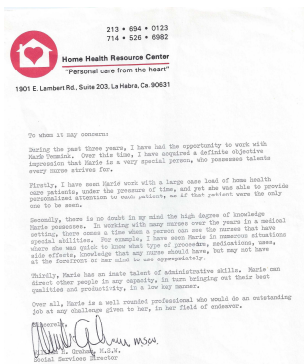 213 • 694 • 0123
714 • 526 • 6982
Home Health Resource Center
"Personal care from the heart"
1901 E. Lambert Rd., Suite 203, La Habra, Ca. 90631
To whom it may concern:
During the past three years, I have had the opportunity to work with
Marie Over this time, I have acquired a definite objective
impression that Marie is a very special person, who possesses talents
every nurse strives for.
Firstly, I have seen Marie work with a large case load of home health
care patients, under the pressure of time, and yet she was able to provide
personalized attention to each patient, as if that patient were the only
one to be seen.
Secondly, there is no doubt in my mind the high degree of knowledge
Marie possesses. In working with many nurses over the years in a medical
setting, there comes a time when a person can see the nurses that have
special abilities. For example, I have seen Marie in numerous situations
where she was quick to know what type of procedure, medications, uses,
side effects, knowledge that any nurse should have, but may not have
at the forefront of her mind to use appropriately.
Thirdly, Marie has an inate talent of administrative skills. Marie can
direct other people in any capacity, in turn bringing out their best
qualities and productivity, in a low key manner.
Over all, Marie is a well rounded professional who would do an outstanding
job at any challenge given to her, in her field of endeavor.
Sincerely,
MSW.
R. Graham, M.S.W.
Social Services Director